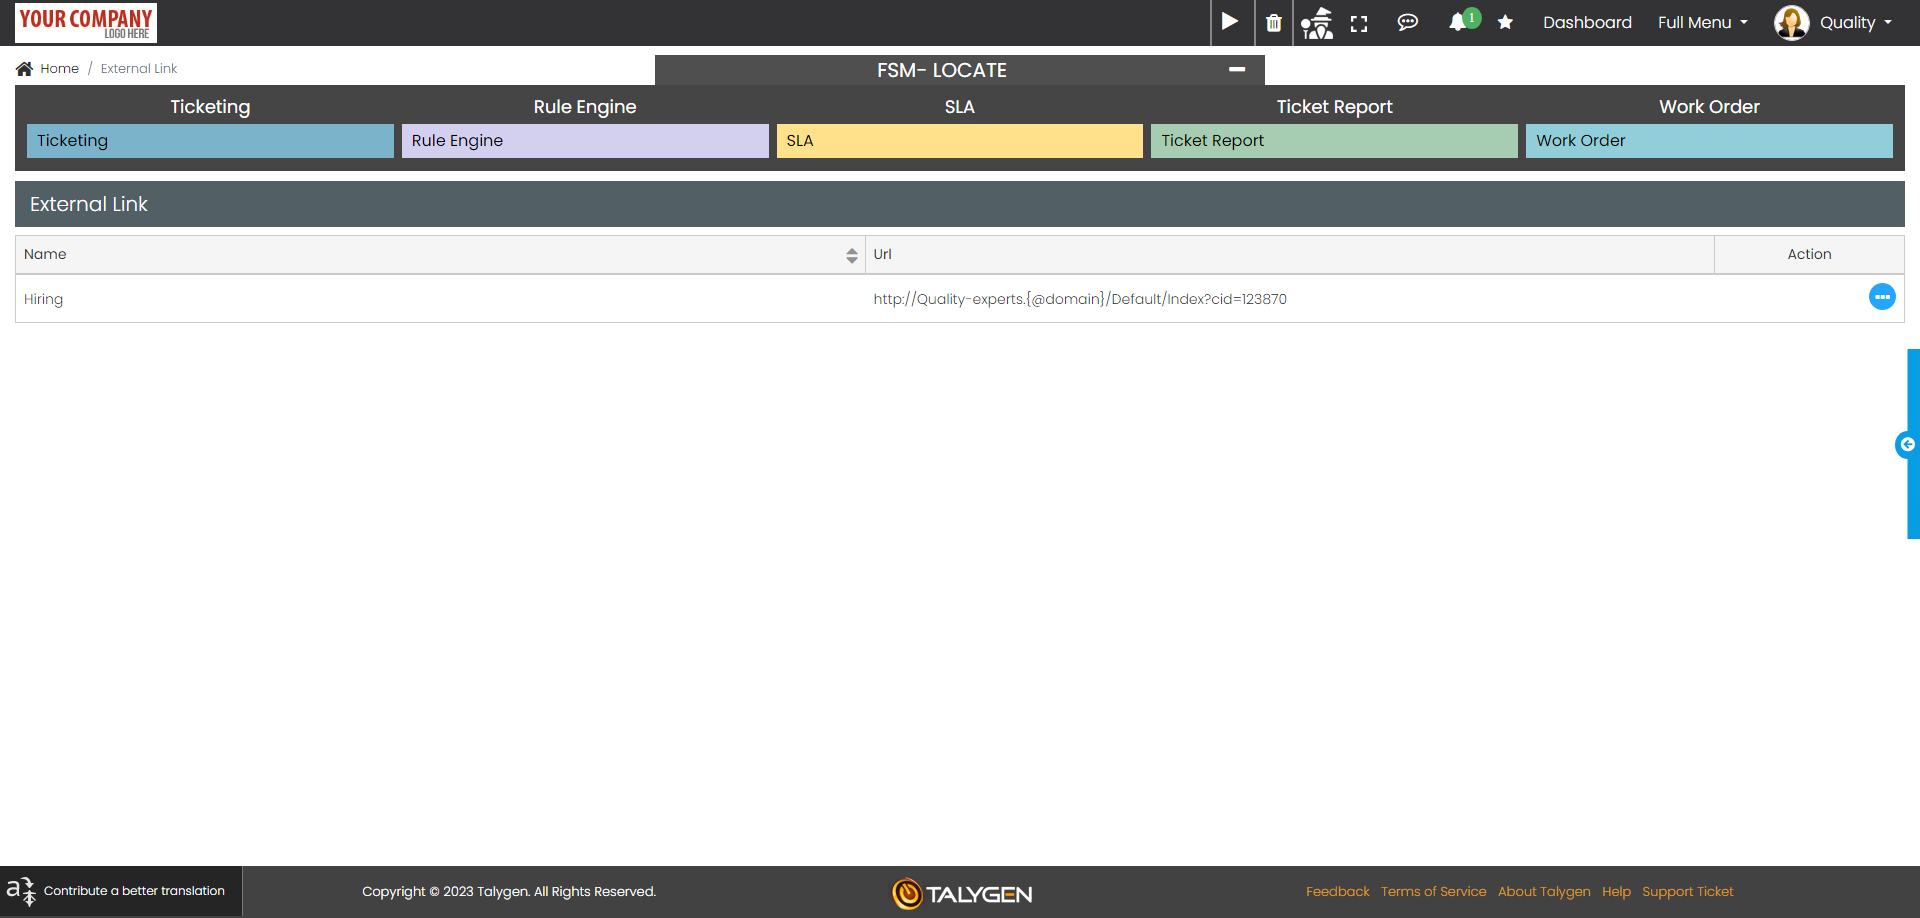 YOUR COMPANY
LOGO HERE
1
Dashboard
Full Menu
Quality
Home / External Link
FSM- LOCATE
Ticketing
Rule Engine
SLA
Ticket Report
Work Order
Ticketing
Rule Engine
SLA
Ticket Report
Work Order
External Link
Name
Url
Action
Hiring
http://Quality-experts.{@domain}/Default/Index?cid=123870
Contribute a better translation
Copyright © 2023 Talygen. All Rights Reserved.
TALYGEN
Feedback
Terms of Service
About Talygen
Help
Support Ticket